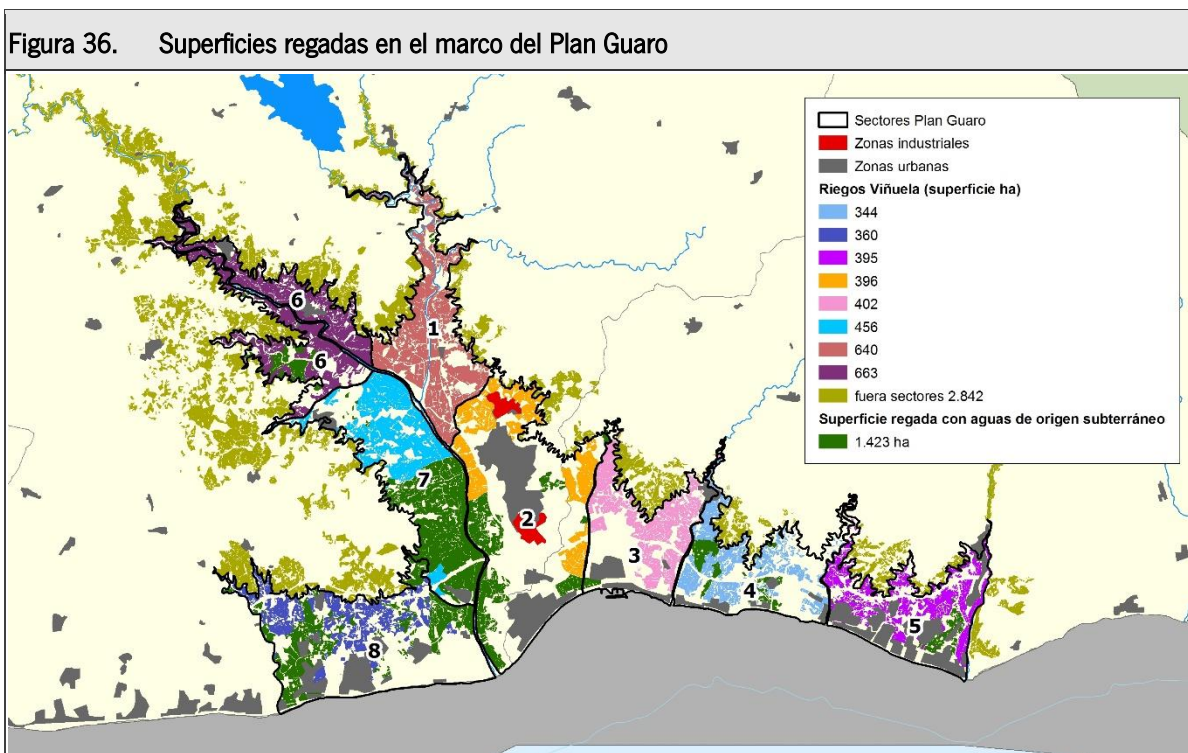 Figura 36. Superficies regadas en el marco del Plan Guaro
Sectores Plan Guaro
Zonas industriales
Zonas urbanas
Riegos Viñuela (superficie ha)
344
360
395
396
402
456
640
663
fuera sectores 2.842
Superficie regada con aguas de origen subterráneo
1.423 ha
6
1
6
7
2
3
4
5
8